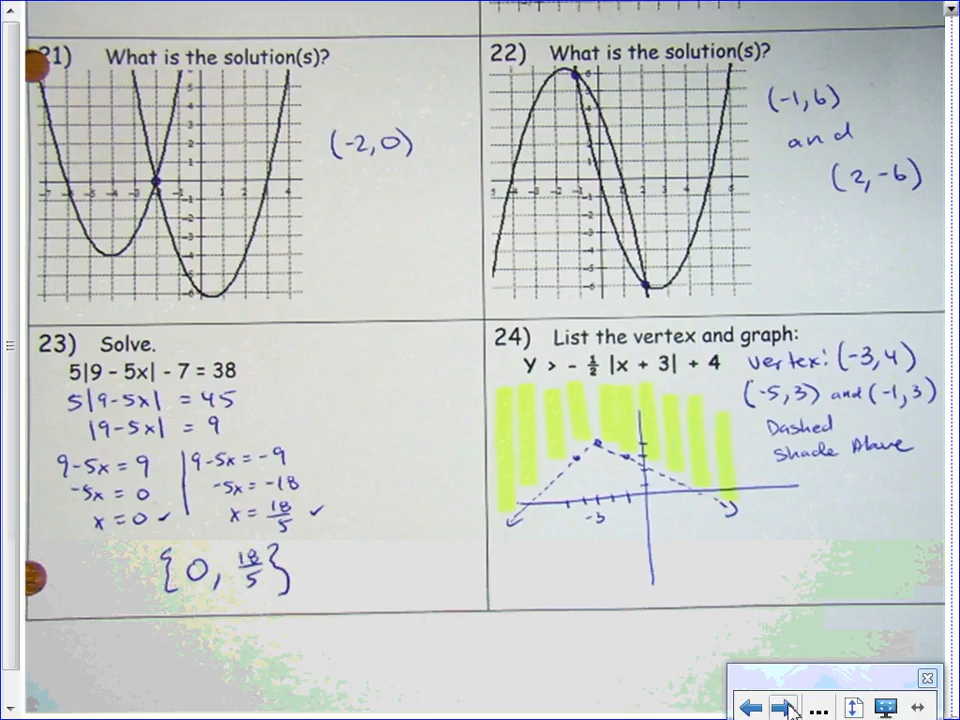 21) What is the solution(s)?
(-2,0)
22) What is the solution(s)?
(-1,6)
and
(2,-6)
23) Solve.
5|9 - 5x| - 7 = 38
5|9-5x| = 45
|9-5x| = 9
9-5x = 9
-5x = 0
x = 0 ✓
9-5x = -9
-5x = -18
x = 18/5 ✓
{0, 18/5}
24) List the vertex and graph:
Y > - ½ |x + 3| + 4
Vertex: (-3,4)
(-5,3) and (-1,3)
Dashed
Shade Above
-3